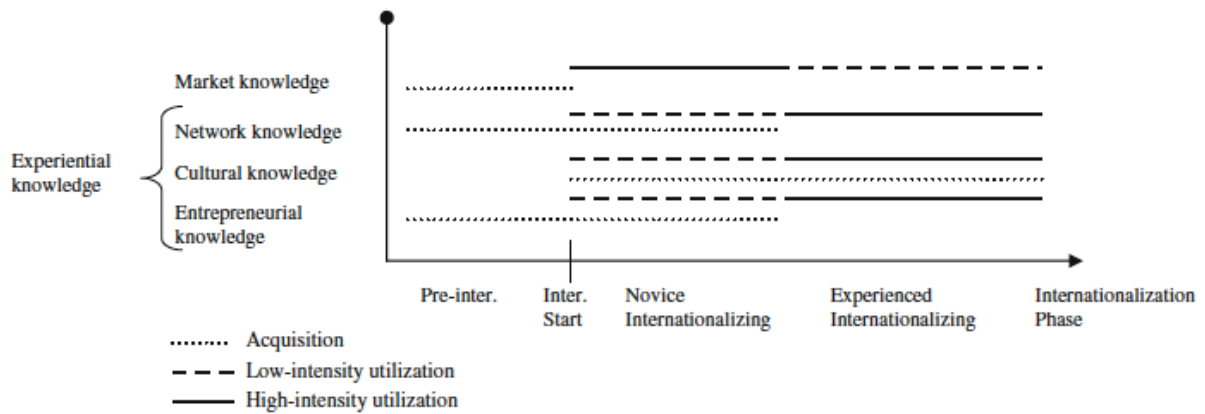 Market knowledge
Network knowledge
Experiential
knowledge
Cultural knowledge
Entrepreneurial
knowledge
Pre-inter.
Inter.
Start
Novice
Internationalizing
Experienced
Internationalizing
Internationalization
Phase
Acquisition
Low-intensity utilization
High-intensity utilization